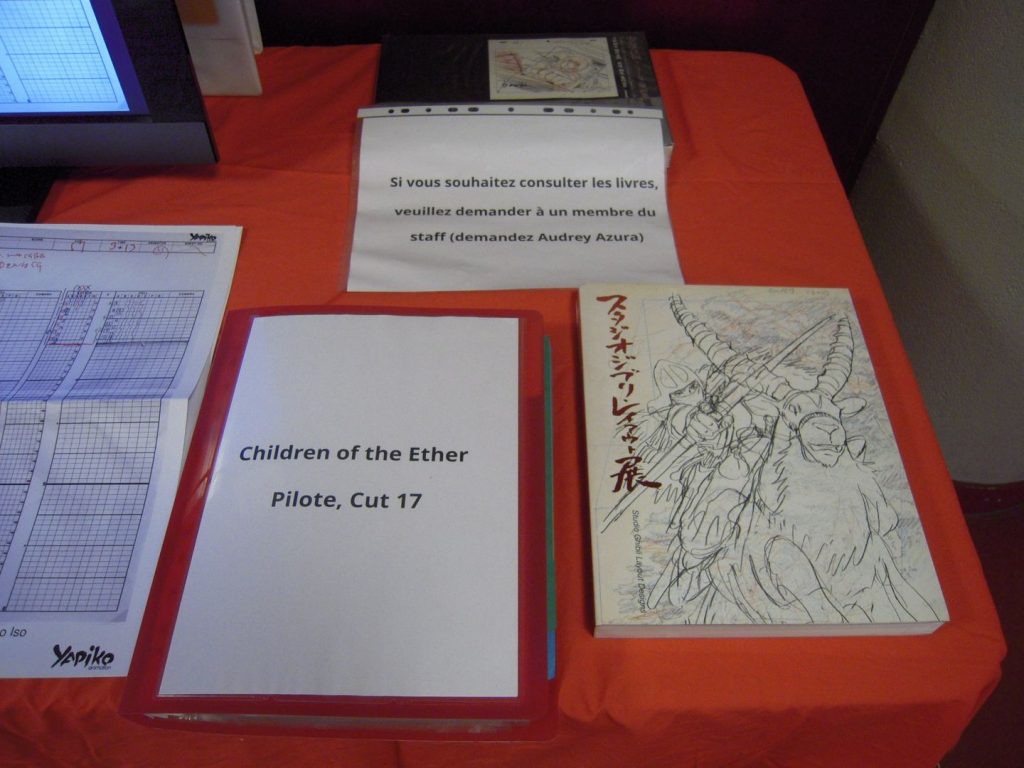 Si vous souhaitez consulter les livres,
veuillez demander à un membre du
staff (demandez Audrey Azura)
Children of the Ether
Pilote, Cut 17
スタジオジブリ・レイアウト展
Studio Ghibli Layout Designs
Yapiko
animation